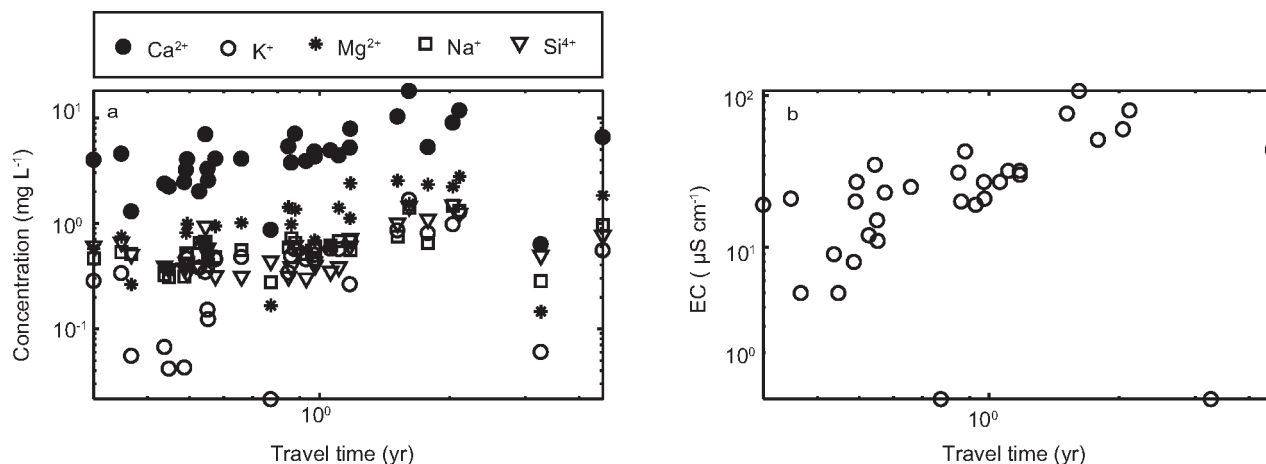 Ca²⁺ K⁺ Mg²⁺ Na⁺ Si⁴⁺
a
10¹
10⁰
10⁻¹
Concentration (mg L⁻¹)
10⁰
Travel time (yr)
b
10²
10¹
10⁰
EC ( µS cm⁻¹)
10⁰
Travel time (yr)